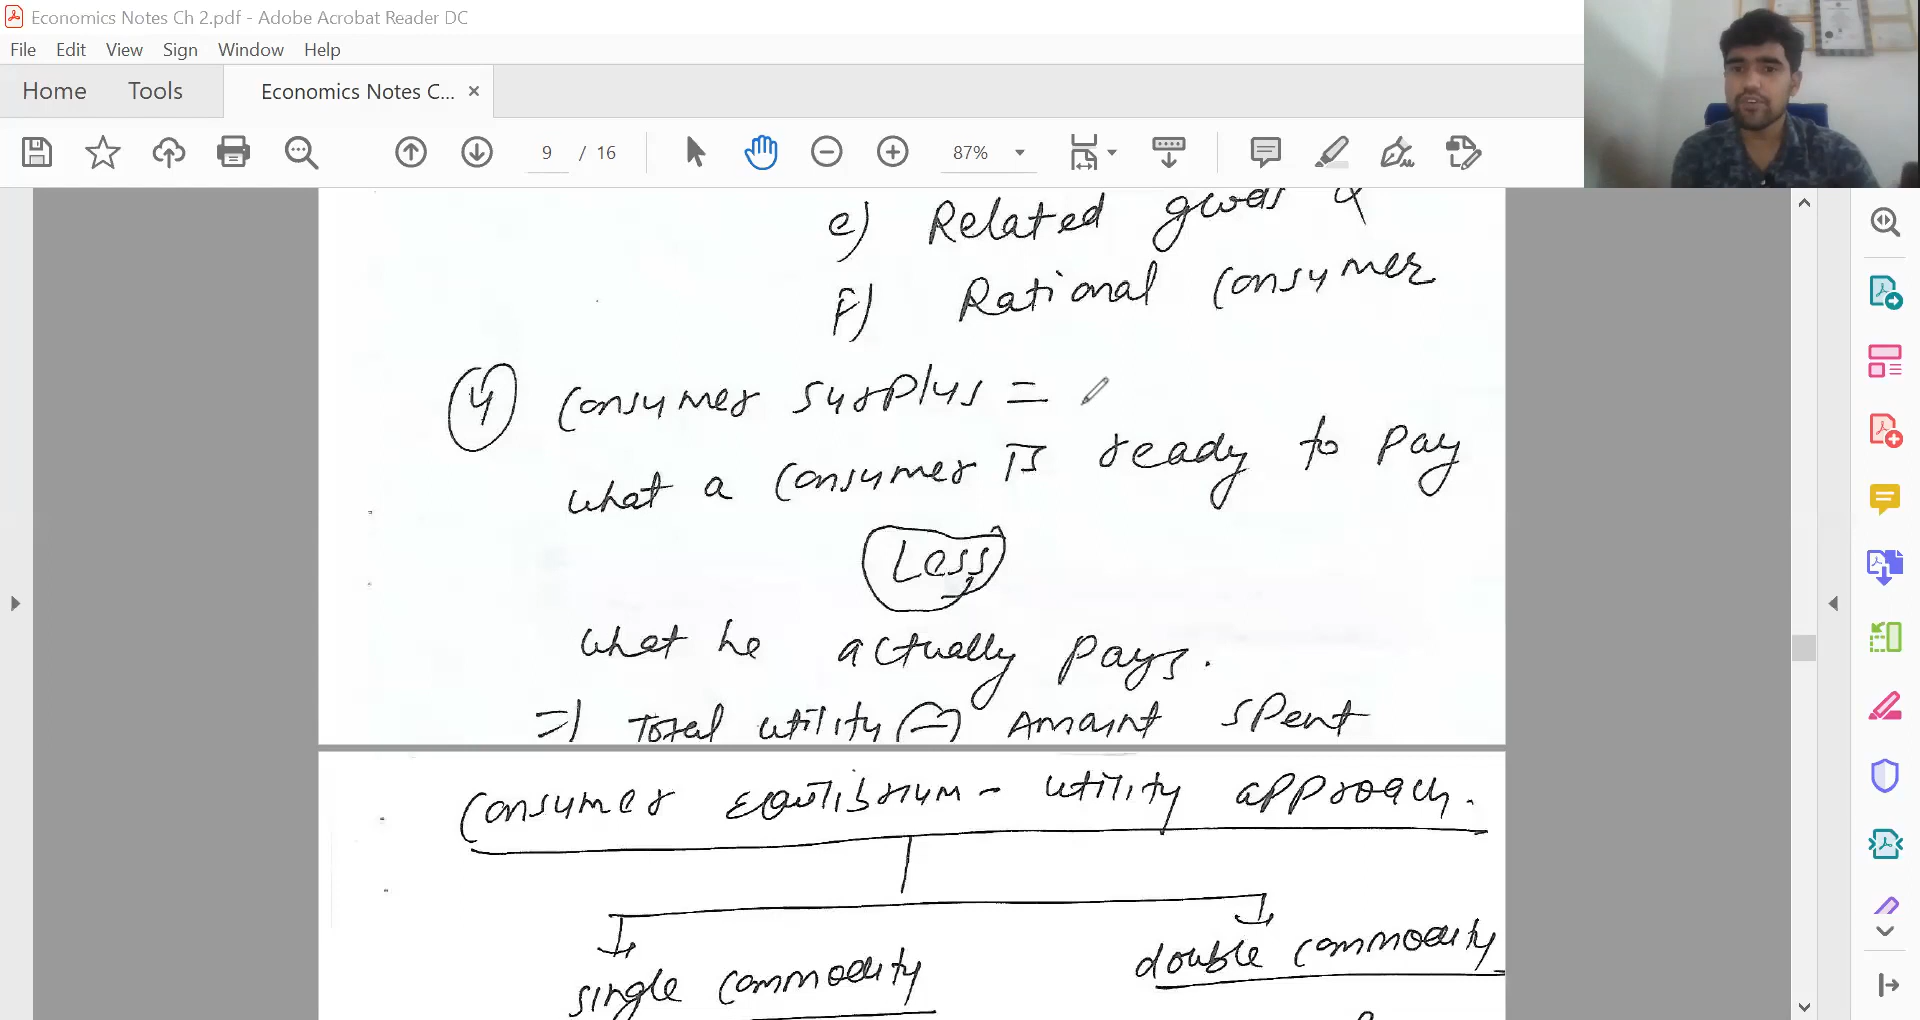 Economics Notes Ch 2.pdf - Adobe Acrobat Reader DC
File Edit View Sign Window Help
Home Tools Economics Notes C... ×
9 / 16 87%
e) Related goods &
F) Rational Consumer
4 Consumer surplus =
what a Consumer is ready to pay
Less
what he actually pays.
=) Total utility (-) Amount spent
Consumer equilibrium - utility approach.
single commodity double commodity